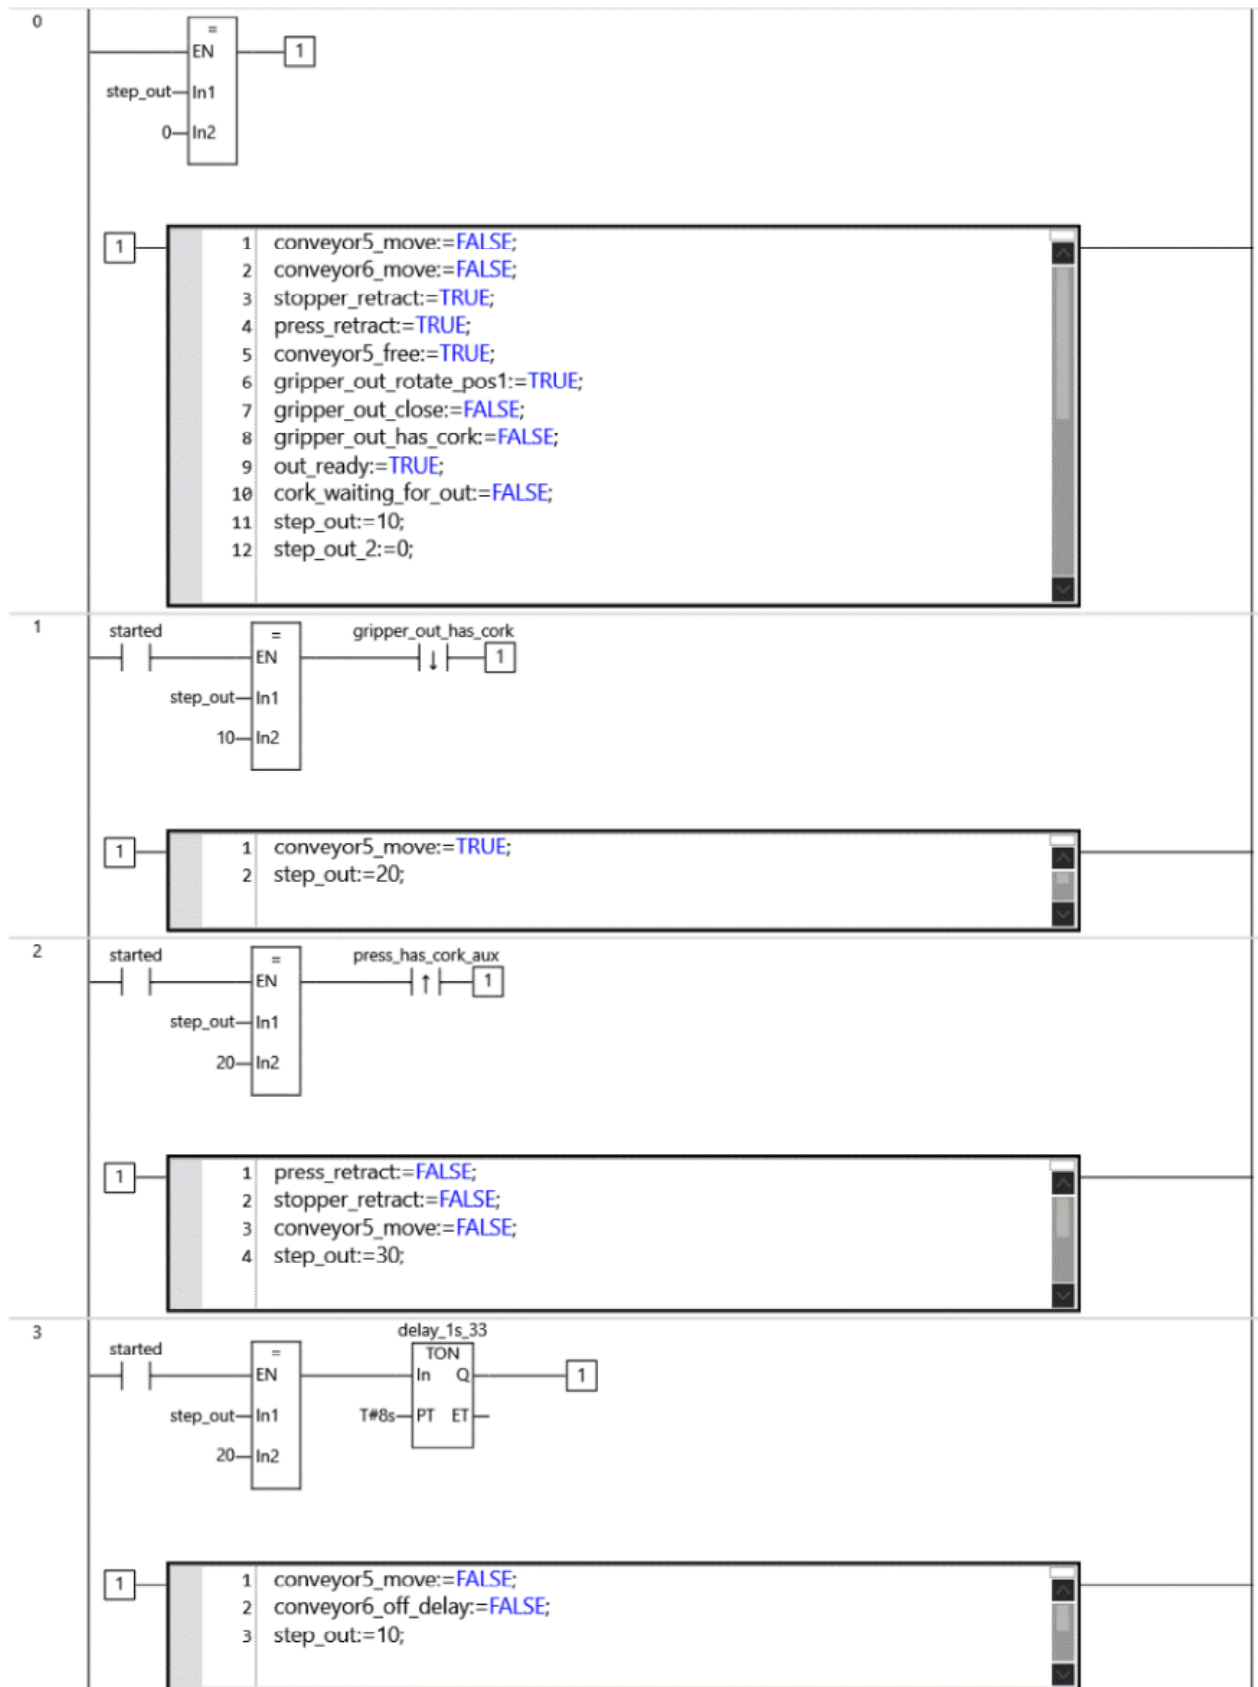 0
=
EN
1
step_out
In1
0
In2
1
1 conveyor5_move:=FALSE;
2 conveyor6_move:=FALSE;
3 stopper_retract:=TRUE;
4 press_retract:=TRUE;
5 conveyor5_free:=TRUE;
6 gripper_out_rotate_pos1:=TRUE;
7 gripper_out_close:=FALSE;
8 gripper_out_has_cork:=FALSE;
9 out_ready:=TRUE;
10 cork_waiting_for_out:=FALSE;
11 step_out:=10;
12 step_out_2:=0;
1
started
=
gripper_out_has_cork
EN
1
step_out
In1
10
In2
1
1 conveyor5_move:=TRUE;
2 step_out:=20;
2
started
=
press_has_cork_aux
EN
1
step_out
In1
20
In2
1
1 press_retract:=FALSE;
2 stopper_retract:=FALSE;
3 conveyor5_move:=FALSE;
4 step_out:=30;
3
delay_1s_33
started
=
TON
EN
In Q
1
step_out
In1
T#8s
PT ET
20
In2
1
1 conveyor5_move:=FALSE;
2 conveyor6_off_delay:=FALSE;
3 step_out:=10;